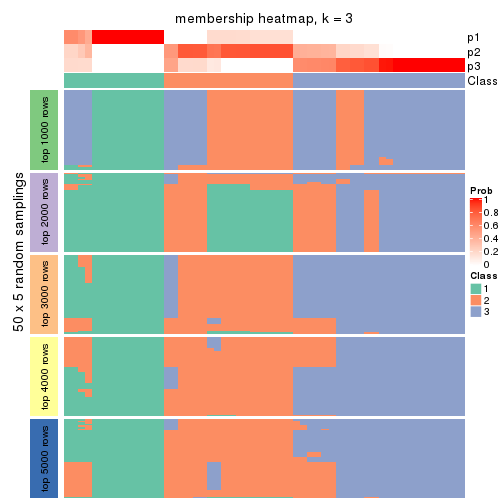 membership heatmap, k = 3
p1
p2
p3
Class
50 x 5 random samplings
top 1000 rows
top 2000 rows
top 3000 rows
top 4000 rows
top 5000 rows
Prob
1
0.8
0.6
0.4
0.2
0
Class
1
2
3